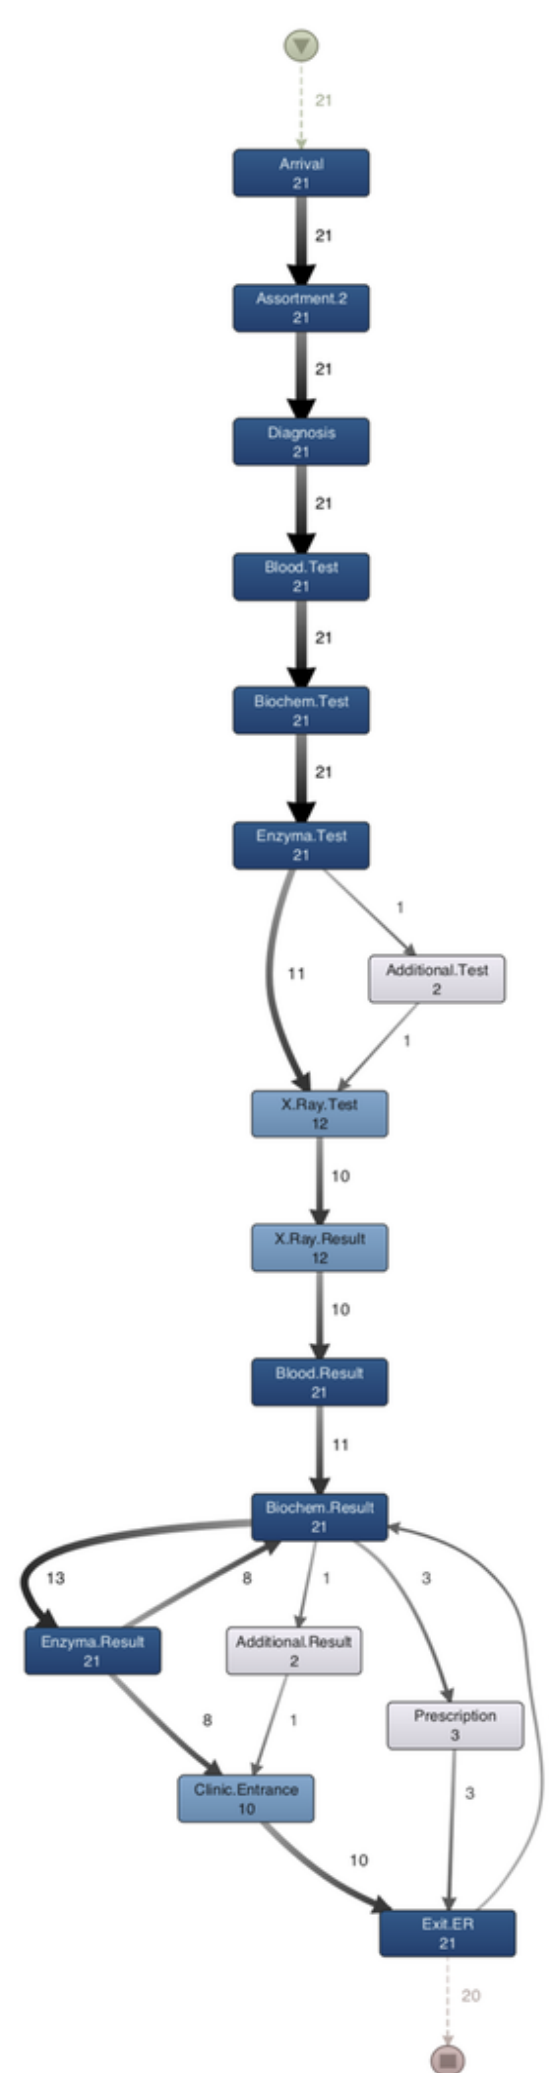 21
Arrival
21
21
Assortment.2
21
21
Diagnosis
21
21
Blood.Test
21
21
Biochem.Test
21
21
Enzyma.Test
21
1
11
Additional.Test
2
1
X.Ray.Test
12
10
X.Ray.Result
12
10
Blood.Result
21
11
Biochem.Result
21
13
8
1
3
Enzyma.Result
21
Additional.Result
2
Prescription
3
8
1
Clinic.Entrance
10
3
10
Exit.ER
21
20